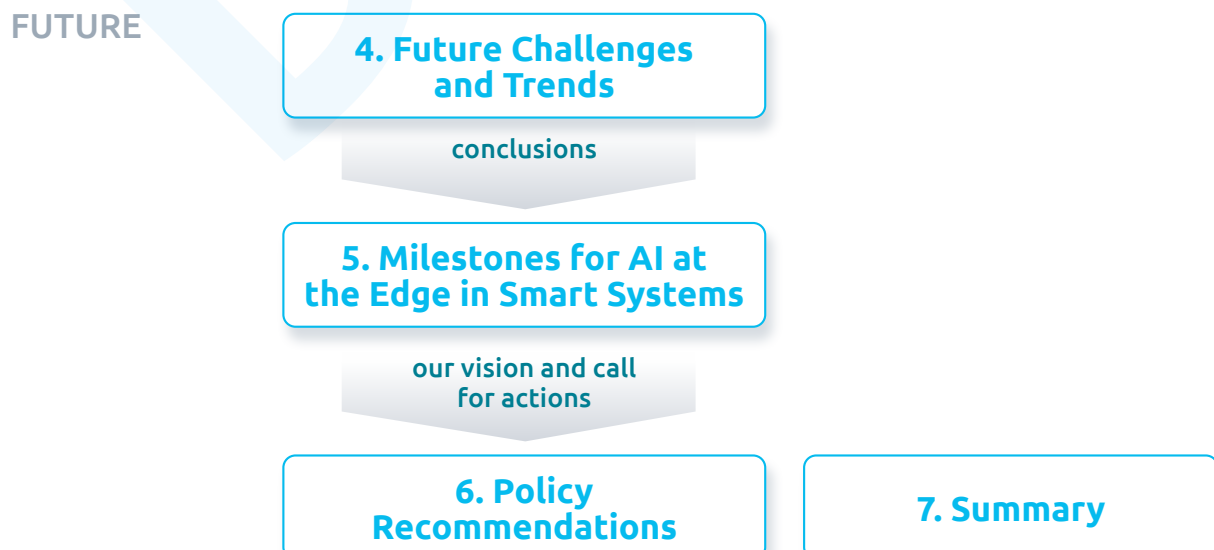 FUTURE
4. Future Challenges
and Trends
conclusions
5. Milestones for AI at
the Edge in Smart Systems
our vision and call
for actions
6. Policy
Recommendations
7. Summary